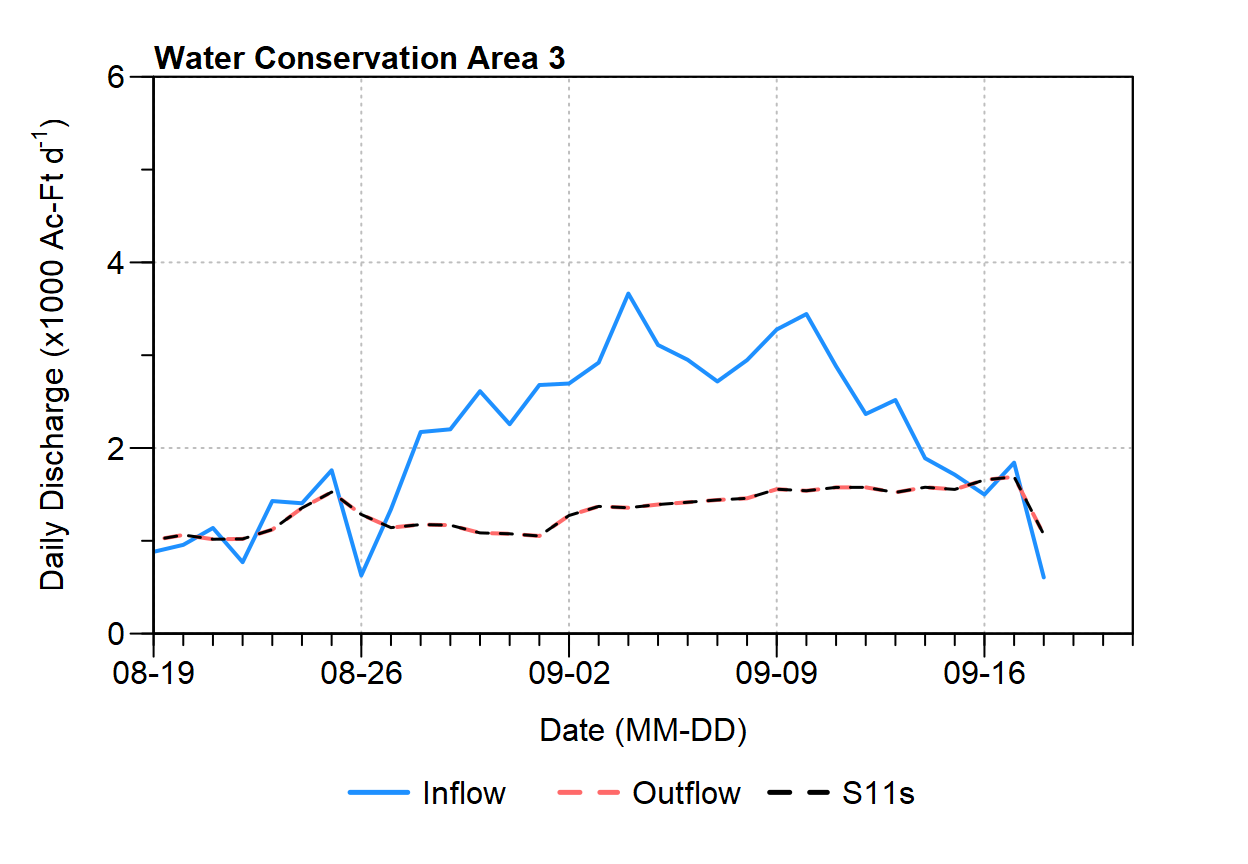 Water Conservation Area 3
Daily Discharge (x1000 Ac-Ft d⁻¹)
6
4
2
0
08-19 08-26 09-02 09-09 09-16
Date (MM-DD)
Inflow Outflow S11s